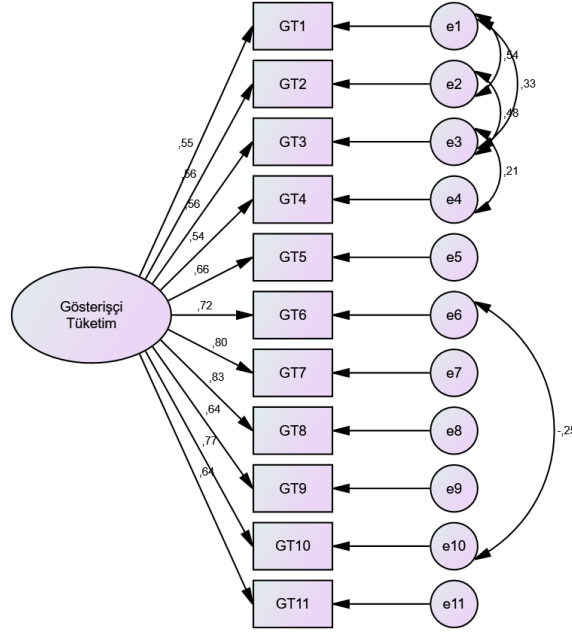 GT1
e1
,54
GT2
e2
,33
,48
,55
GT3
e3
,56
,21
GT4
e4
,56
,54
GT5
e5
,66
Gösterişçi
Tüketim
,72
GT6
e6
,80
GT7
e7
,83
,64
GT8
e8
-,25
,77
GT9
e9
,64
GT10
e10
GT11
e11